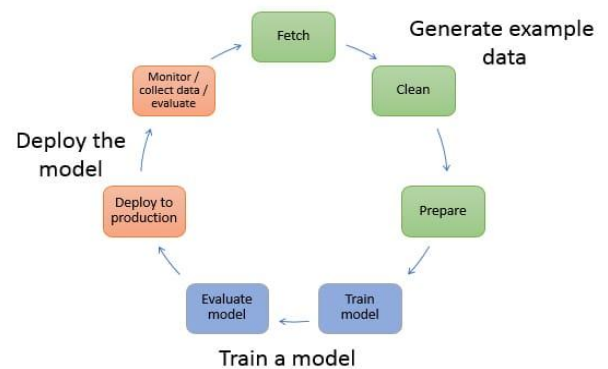 Fetch
Generate example
data
Clean
Prepare
Train
model
Evaluate
model
Train a model
Deploy to
production
Deploy the
model
Monitor /
collect data /
evaluate